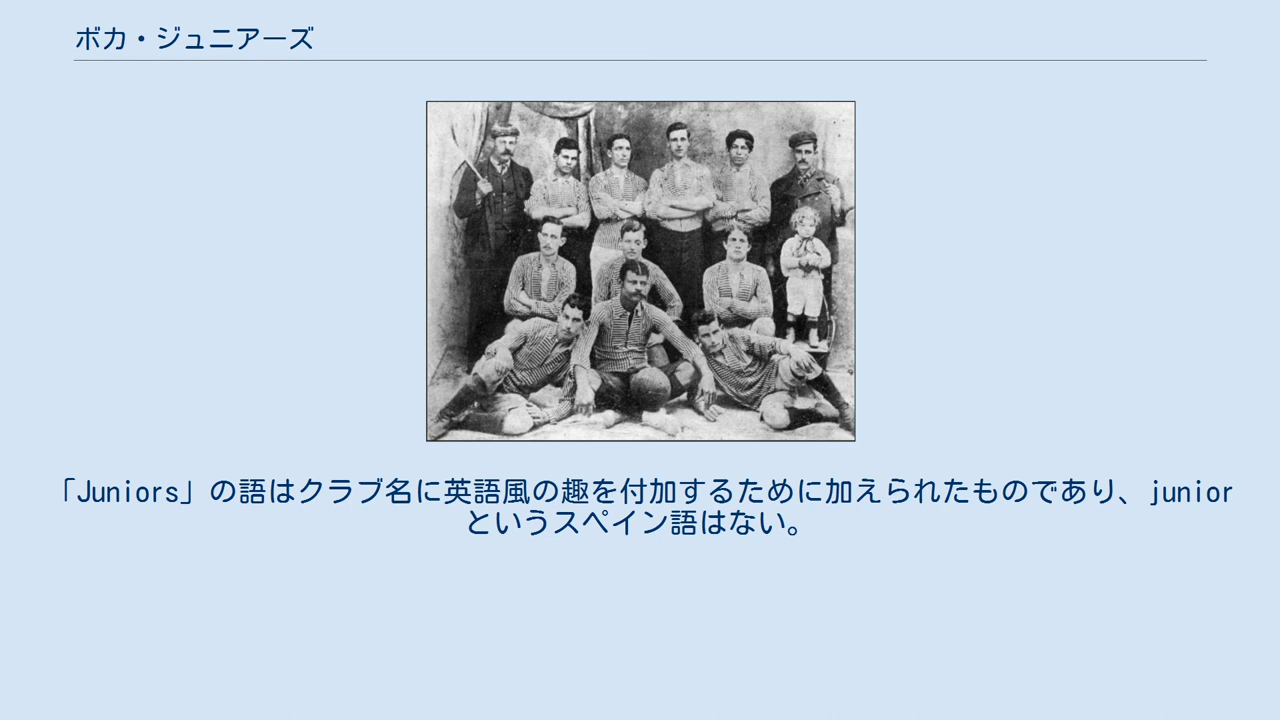 ボカ・ジュニアーズ
「Juniors」の語はクラブ名に英語風の趣を付加するために加えられたものであり、junior
というスペイン語はない。